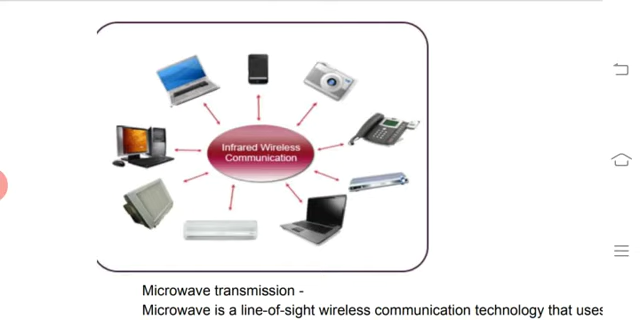 Infrared Wireless
Communication
Microwave transmission -
Microwave is a line-of-sight wireless communication technology that uses